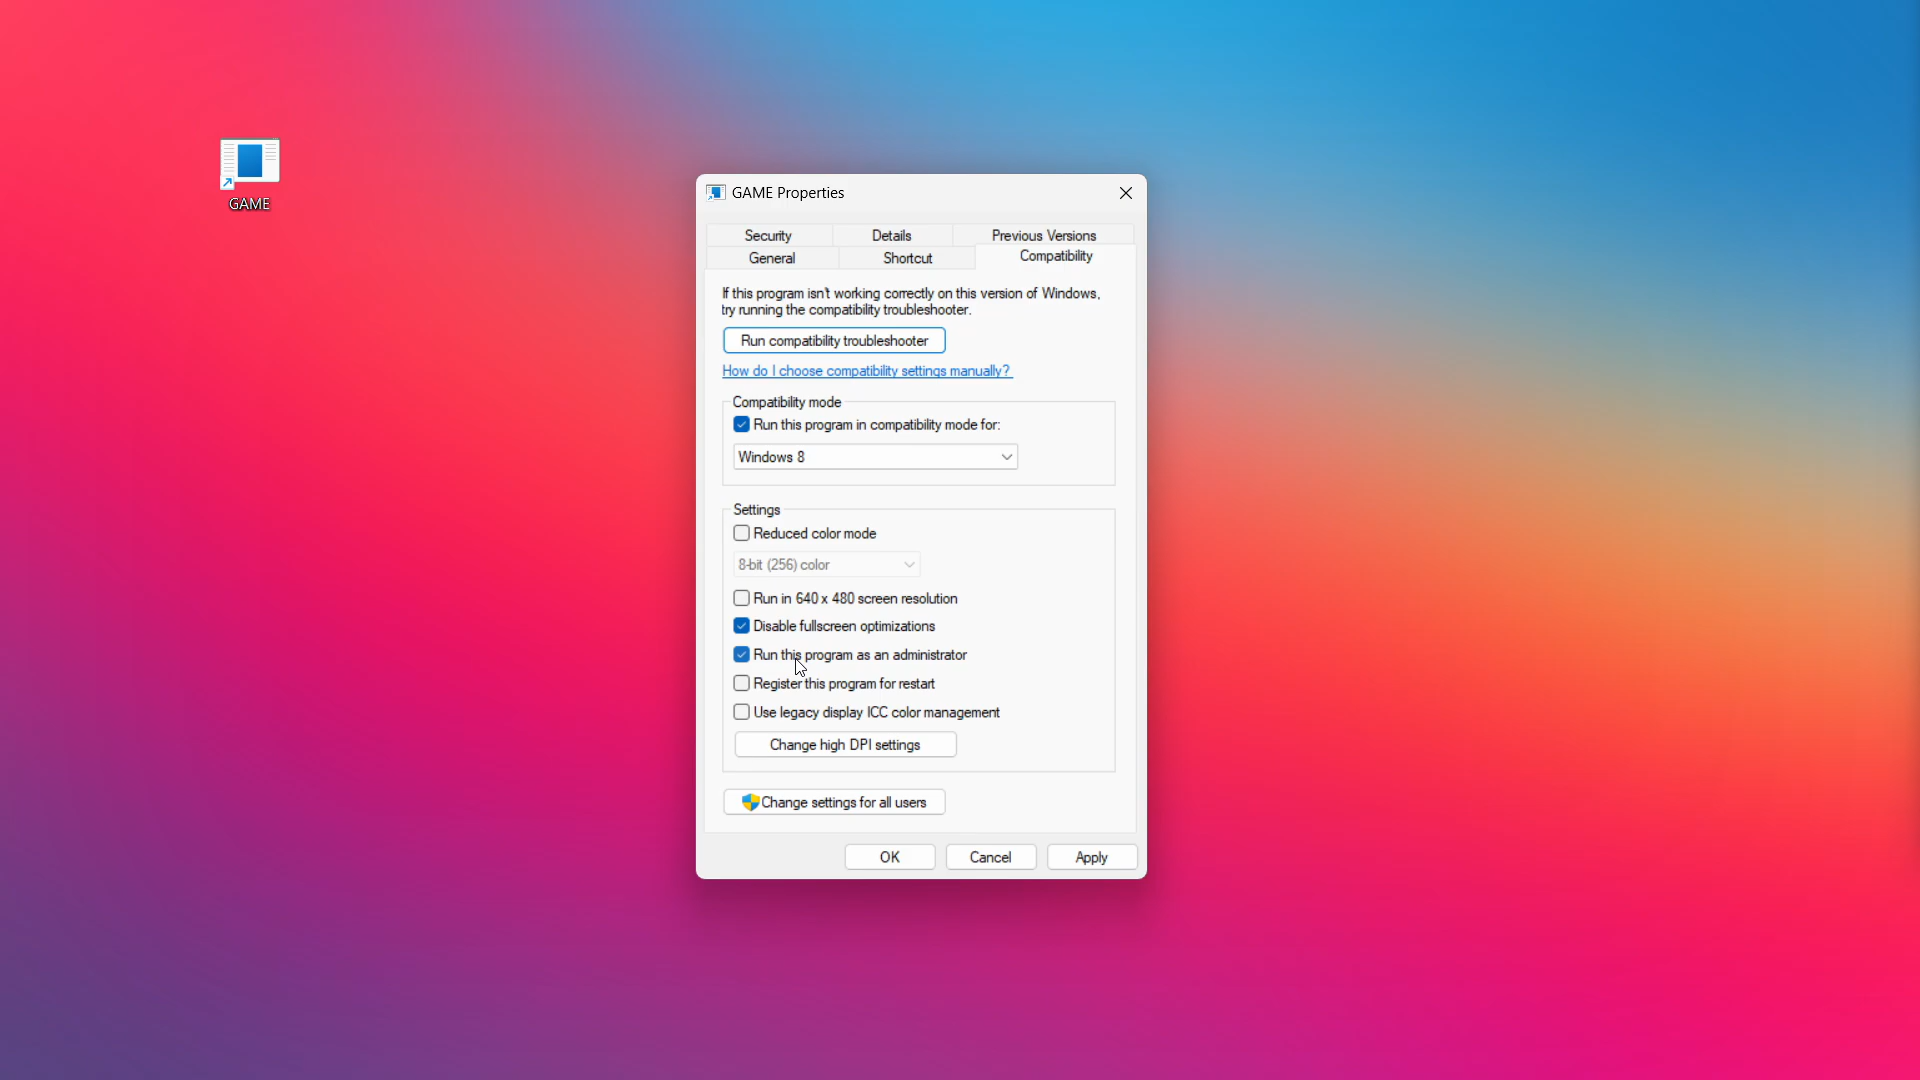 GAME
GAME Properties
Security Details Previous Versions
General Shortcut Compatibility
If this program isn't working correctly on this version of Windows,
try running the compatibility troubleshooter.
Run compatibility troubleshooter
How do I choose compatibility settings manually?
Compatibility mode
Run this program in compatibility mode for:
Windows 8
Settings
Reduced color mode
8-bit (256) color
Run in 640 x 480 screen resolution
Disable fullscreen optimizations
Run this program as an administrator
Register this program for restart
Use legacy display ICC color management
Change high DPI settings
Change settings for all users
OK Cancel Apply